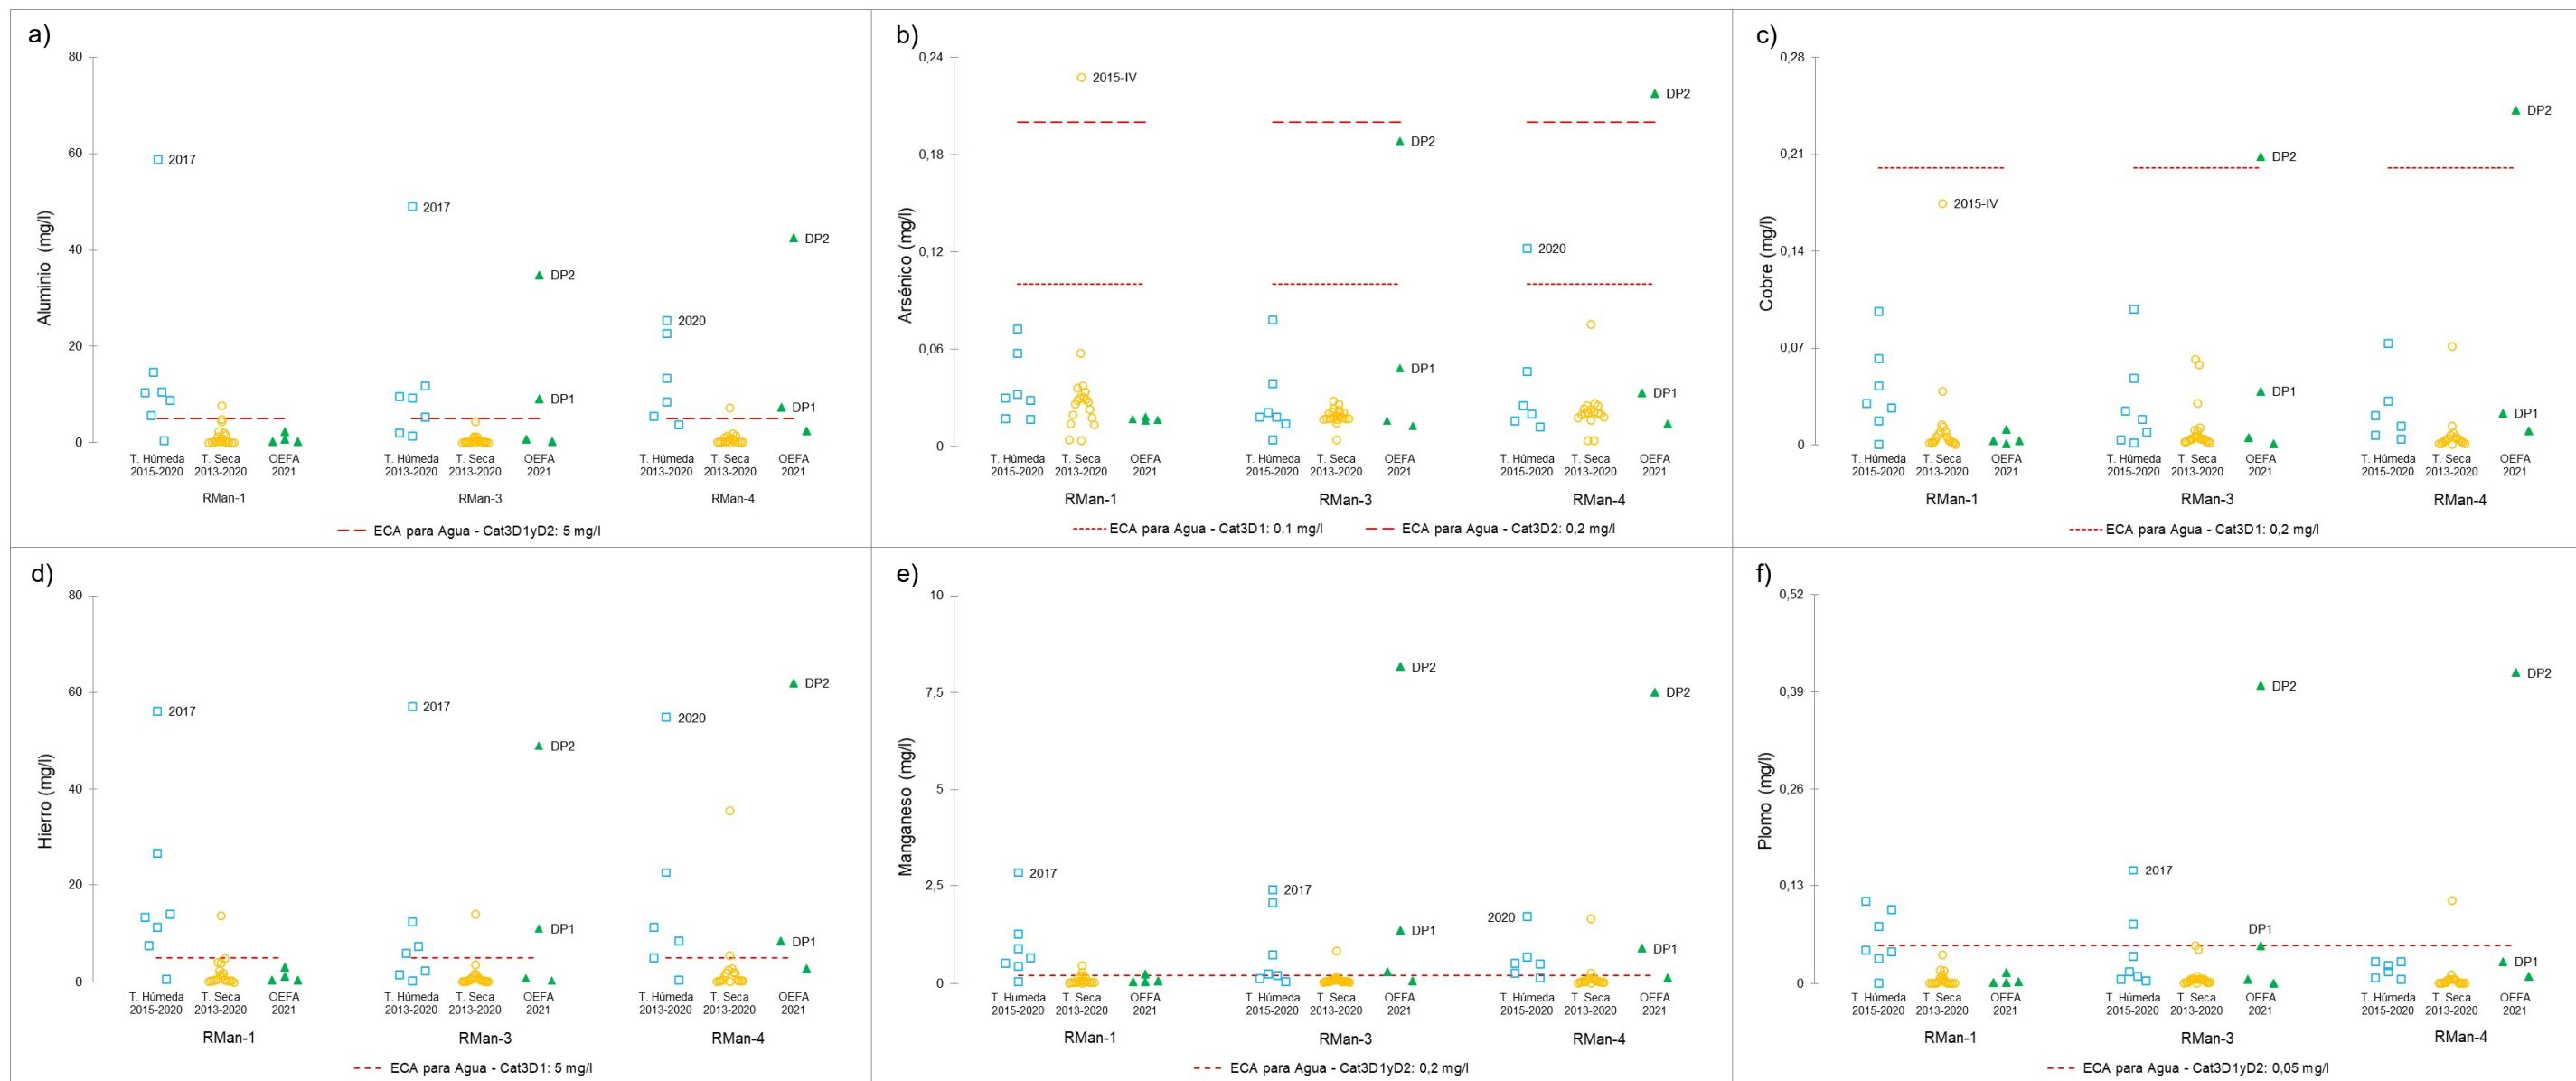 a)
80
60
40
20
0
Aluminio (mg/l)
2017
2017
2020
DP2
DP2
DP1
DP1
T. Húmeda T. Seca OEFA T. Húmeda T. Seca OEFA T. Húmeda T. Seca OEFA
2015-2020 2013-2020 2021 2013-2020 2013-2020 2021 2013-2020 2013-2020 2021
RMan-1 RMan-3 RMan-4
ECA para Agua - Cat3D1yD2: 5 mg/l
b)
0,24
0,18
0,12
0,06
0
Arsénico (mg/l)
2015-IV
DP2
DP2
2020
DP1
DP1
T. Húmeda T. Seca OEFA T. Húmeda T. Seca OEFA T. Húmeda T. Seca OEFA
2015-2020 2013-2020 2021 2015-2020 2013-2020 2021 2015-2020 2013-2020 2021
RMan-1 RMan-3 RMan-4
ECA para Agua - Cat3D1: 0,1 mg/l ECA para Agua - Cat3D2: 0,2 mg/l
c)
0,28
0,21
0,14
0,07
0
Cobre (mg/l)
DP2
DP2
2015-IV
DP1
DP1
T. Húmeda T. Seca OEFA T. Húmeda T. Seca OEFA T. Húmeda T. Seca OEFA
2015-2020 2013-2020 2021 2015-2020 2013-2020 2021 2015-2020 2013-2020 2021
RMan-1 RMan-3 RMan-4
ECA para Agua - Cat3D1: 0,2 mg/l
d)
80
60
40
20
0
Hierro (mg/l)
2017
2017
2020
DP2
DP2
DP1
DP1
T. Húmeda T. Seca OEFA T. Húmeda T. Seca OEFA T. Húmeda T. Seca OEFA
2015-2020 2013-2020 2021 2013-2020 2013-2020 2021 2013-2020 2013-2020 2021
RMan-1 RMan-3 RMan-4
ECA para Agua - Cat3D1: 5 mg/l
e)
10
7,5
5
2,5
0
Manganeso (mg/l)
DP2
DP2
2017
2017
2020
DP1
DP1
T. Humeda T. Seca OEFA T. Húmeda T. Seca OEFA T. Húmeda T. Seca OEFA
2015-2020 2013-2020 2021 2015-2020 2013-2020 2021 2015-2020 2013-2020 2021
RMan-1 RMan-3 RMan-4
ECA para Agua - Cat3D1yD2: 0,2 mg/l
f)
0,52
0,39
0,26
0,13
0
Plomo (mg/l)
DP2
DP2
2017
DP1
DP1
T. Húmeda T. Seca OEFA T. Húmeda T. Seca OEFA T. Húmeda T. Seca OEFA
2015-2020 2013-2020 2021 2015-2020 2013-2020 2021 2015-2020 2013-2020 2021
RMan-1 RMan-3 RMan-4
ECA para Agua - Cat3D1yD2: 0,05 mg/l